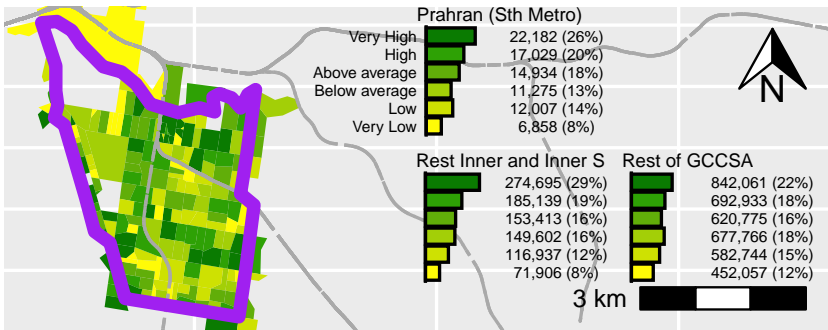 Prahran (Sth Metro)
Very High 22,182 (26%)
High 17,029 (20%)
Above average 14,934 (18%)
Below average 11,275 (13%)
Low 12,007 (14%)
Very Low 6,858 (8%)
N
Rest Inner and Inner S
274,695 (29%)
185,139 (19%)
153,413 (16%)
149,602 (16%)
116,937 (12%)
71,906 (8%)
Rest of GCCSA
842,061 (22%)
692,933 (18%)
620,775 (16%)
677,766 (18%)
582,744 (15%)
452,057 (12%)
3 km